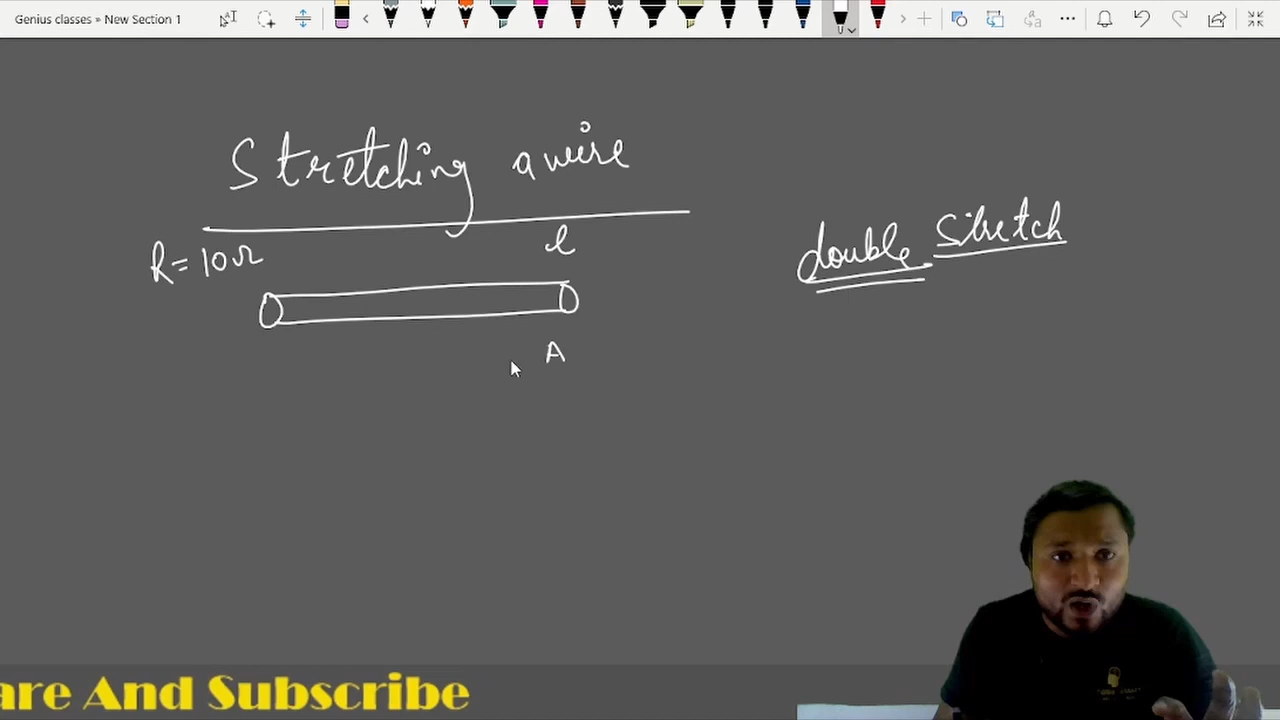 Genius classes » New Section 1
Stretching a wire
R = 10Ω
l
double stretch
A
are And Subscribe